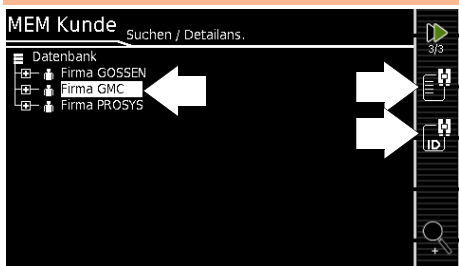 MEM Kunde Suchen / Detailans.
3/3
Datenbank
Firma GOSSEN
Firma GMC
Firma PROSYS
ID